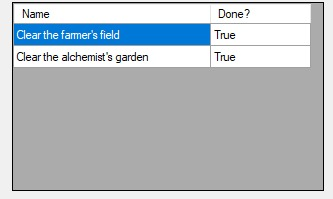 Name Done?
Clear the farmer's field True
Clear the alchemist's garden True